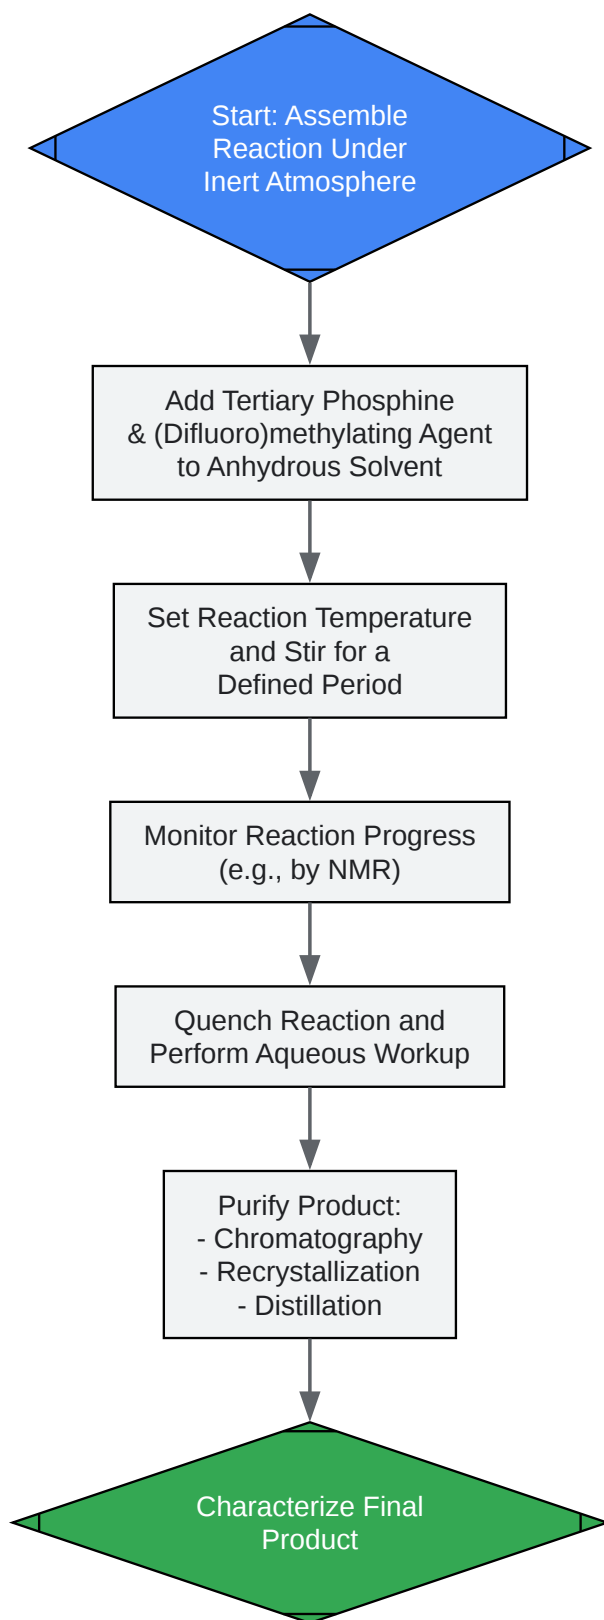 Start: Assemble
Reaction Under
Inert Atmosphere
Add Tertiary Phosphine
& (Difluoro)methylating Agent
to Anhydrous Solvent
Set Reaction Temperature
and Stir for a
Defined Period
Monitor Reaction Progress
(e.g., by NMR)
Quench Reaction and
Perform Aqueous Workup
Purify Product:
- Chromatography
- Recrystallization
- Distillation
Characterize Final
Product